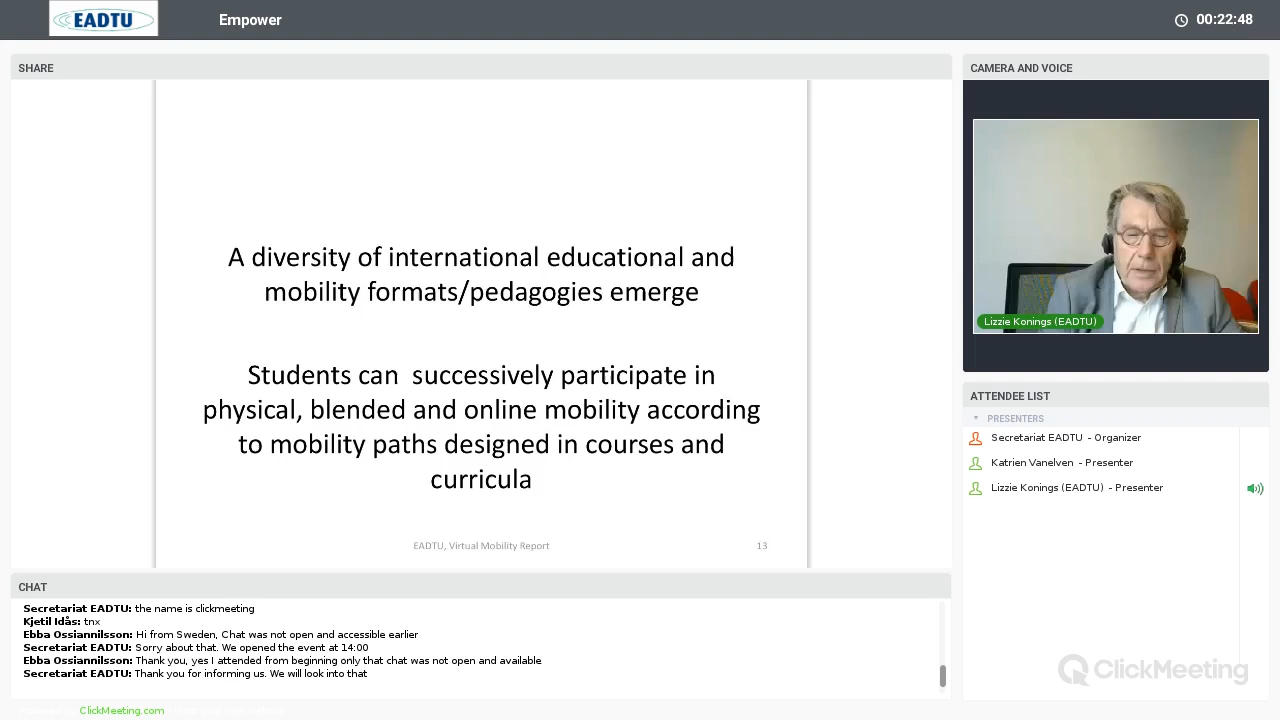 EADTU
Empower
00:22:48
SHARE
A diversity of international educational and
mobility formats/pedagogies emerge
Students can  successively participate in
physical, blended and online mobility according
to mobility paths designed in courses and
curricula
EADTU, Virtual Mobility Report
13
CAMERA AND VOICE
Lizzie Konings (EADTU)
ATTENDEE LIST
PRESENTERS
Secretariat EADTU - Organizer
Katrien Vanelven - Presenter
Lizzie Konings (EADTU) - Presenter
CHAT
Secretariat EADTU: the name is clickmeeting
Kjetil Idås: tnx
Ebba Ossiannilsson: Hi from Sweden, Chat was not open and accessible earlier
Secretariat EADTU: Sorry about that. We opened the event at 14:00
Ebba Ossiannilsson: Thank you, yes I attended from beginning only that chat was not open and available
Secretariat EADTU: Thank you for informing us. We will look into that
ClickMeeting
ClickMeeting.com